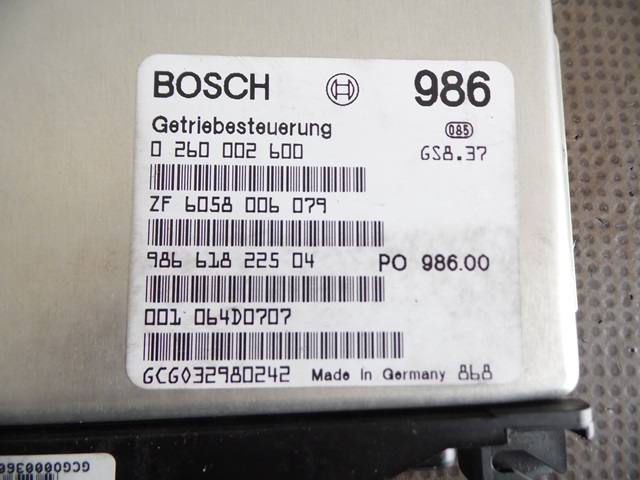 BOSCH 986
Getriebesteuerung 085
0 260 002 600 GS8.37
ZF 6058 006 079
986 618 225 04 PO 986.00
001 064D0707
GCG032980242 Made In Germany 868